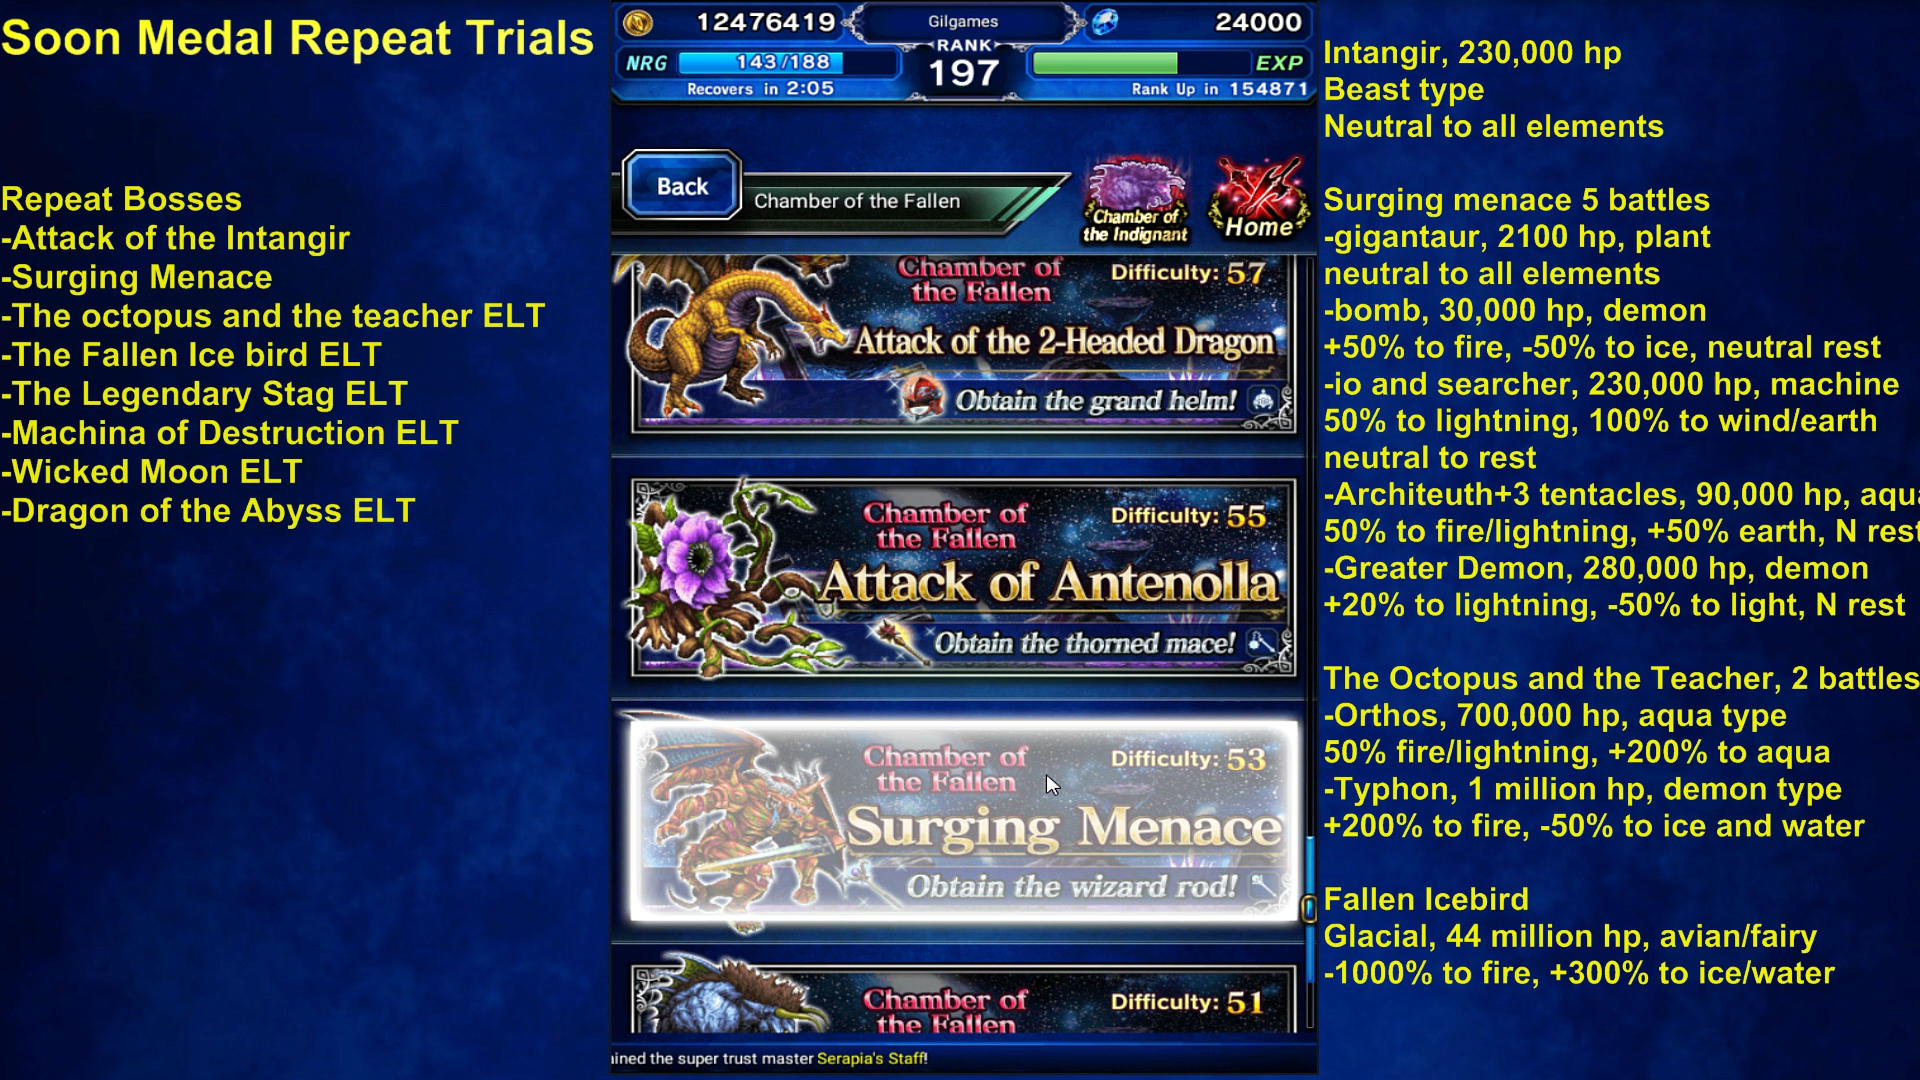 Soon Medal Repeat Trials
Repeat Bosses
-Attack of the Intangir
-Surging Menace
-The octopus and the teacher ELT
-The Fallen Ice bird ELT
-The Legendary Stag ELT
-Machina of Destruction ELT
-Wicked Moon ELT
-Dragon of the Abyss ELT
12476419
Gilgames
24000
NRG
143/188
RANK
197
EXP
Recovers in 2:05
Rank Up in 154871
Back
Chamber of the Fallen
Chamber of
the Indignant
Home
Chamber of
the Fallen
Difficulty: 57
Attack of the 2-Headed Dragon
Obtain the grand helm!
Chamber of
the Fallen
Difficulty: 55
Attack of Antenolla
Obtain the thorned mace!
Chamber of
the Fallen
Difficulty: 53
Surging Menace
Obtain the wizard rod!
Chamber of
the Fallen
Difficulty: 51
ined the super trust master Serapia's Staff!
Intangir, 230,000 hp
Beast type
Neutral to all elements
Surging menace 5 battles
-gigantaur, 2100 hp, plant
neutral to all elements
-bomb, 30,000 hp, demon
+50% to fire, -50% to ice, neutral rest
-io and searcher, 230,000 hp, machine
50% to lightning, 100% to wind/earth
neutral to rest
-Architeuth+3 tentacles, 90,000 hp, aqua
50% to fire/lightning, +50% earth, N rest
-Greater Demon, 280,000 hp, demon
+20% to lightning, -50% to light, N rest
The Octopus and the Teacher, 2 battles
-Orthos, 700,000 hp, aqua type
50% fire/lightning, +200% to aqua
-Typhon, 1 million hp, demon type
+200% to fire, -50% to ice and water
Fallen Icebird
Glacial, 44 million hp, avian/fairy
-1000% to fire, +300% to ice/water